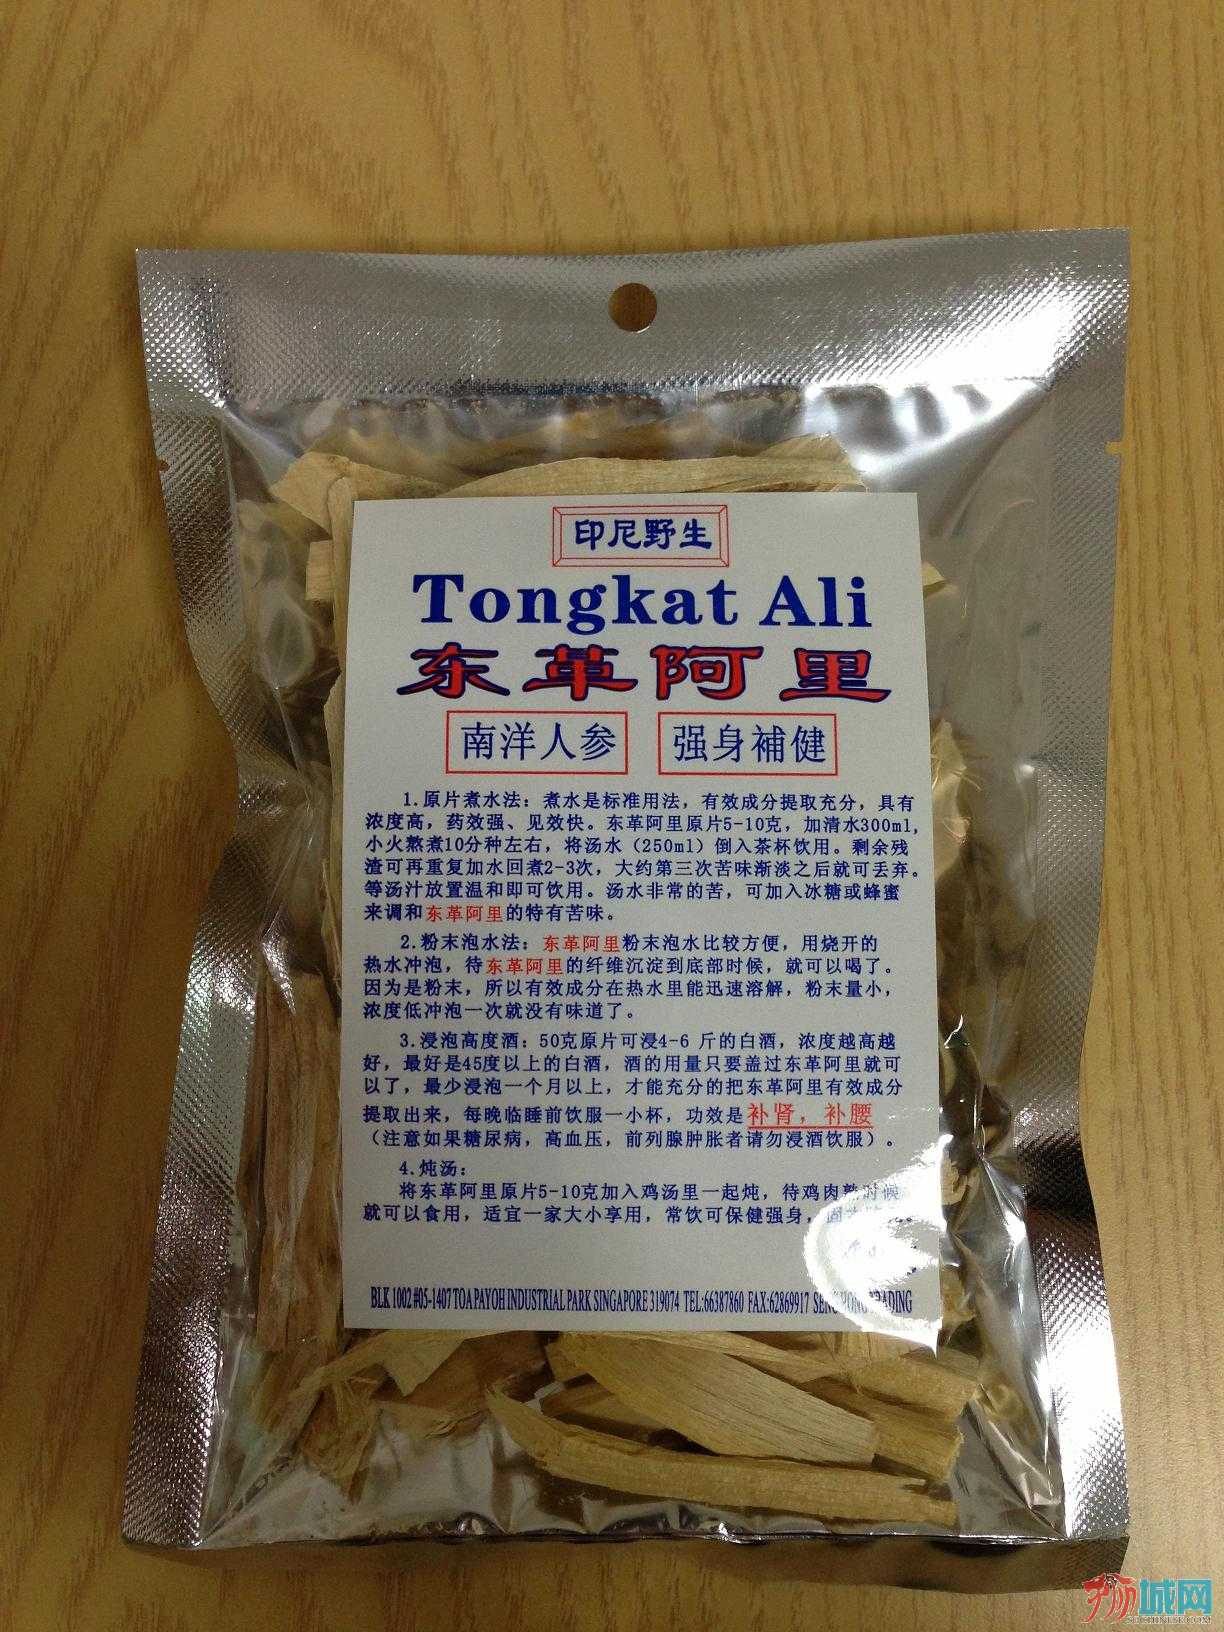 印尼野生
Tongkat Ali
东革阿里
南洋人参 强身補健
1.原片煮水法：煮水是标准用法，有效成分提取充分，具有
浓度高，药效强、见效快。东革阿里原片5-10克，加清水300ml，
小火熬煮10分种左右，将汤水（250ml）倒入茶杯饮用。剩余残
渣可再重复加水回煮2-3次，大约第三次苦味渐淡之后就可丢弃。
等汤汁放置温和即可饮用。汤水非常的苦，可加入冰糖或蜂蜜
来调和东革阿里的特有苦味。
2.粉末泡水法：东革阿里粉末泡水比较方便，用烧开的
热水冲泡，待东革阿里的纤维沉淀到底部时候，就可以喝了。
因为是粉末，所以有效成分在热水里能迅速溶解，粉末量小，
浓度低冲泡一次就没有味道了。
3.浸泡高度酒：50克原片可浸4-6 斤的白酒，浓度越高越
好，最好是45度以上的白酒，酒的用量只要盖过东革阿里就可
以了，最少浸泡一个月以上，才能充分的把东革阿里有效成分
提取出来，每晚临睡前饮服一小杯，功效是补肾，补腰
（注意如果糖尿病，高血压，前列腺肿胀者请勿浸酒饮服）。
4.炖汤：
将东革阿里原片5-10克加入鸡汤里一起炖，待鸡肉熟时候
就可以食用，适宜一家大小享用，常饮可保健强身，
BLK 1002 #05-1407 TOA PAYOH INDUSTRIAL PARK SINGAPORE 319074 TEL:66387860 FAX:62869917 SENG HONG TRADING
狮城网
SGCHINESE.COM